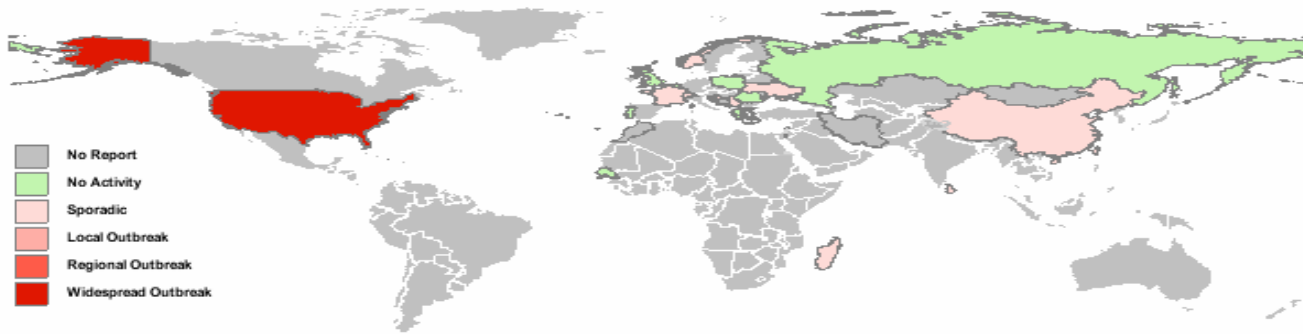 No Report
No Activity
Sporadic
Local Outbreak
Regional Outbreak
Widespread Outbreak